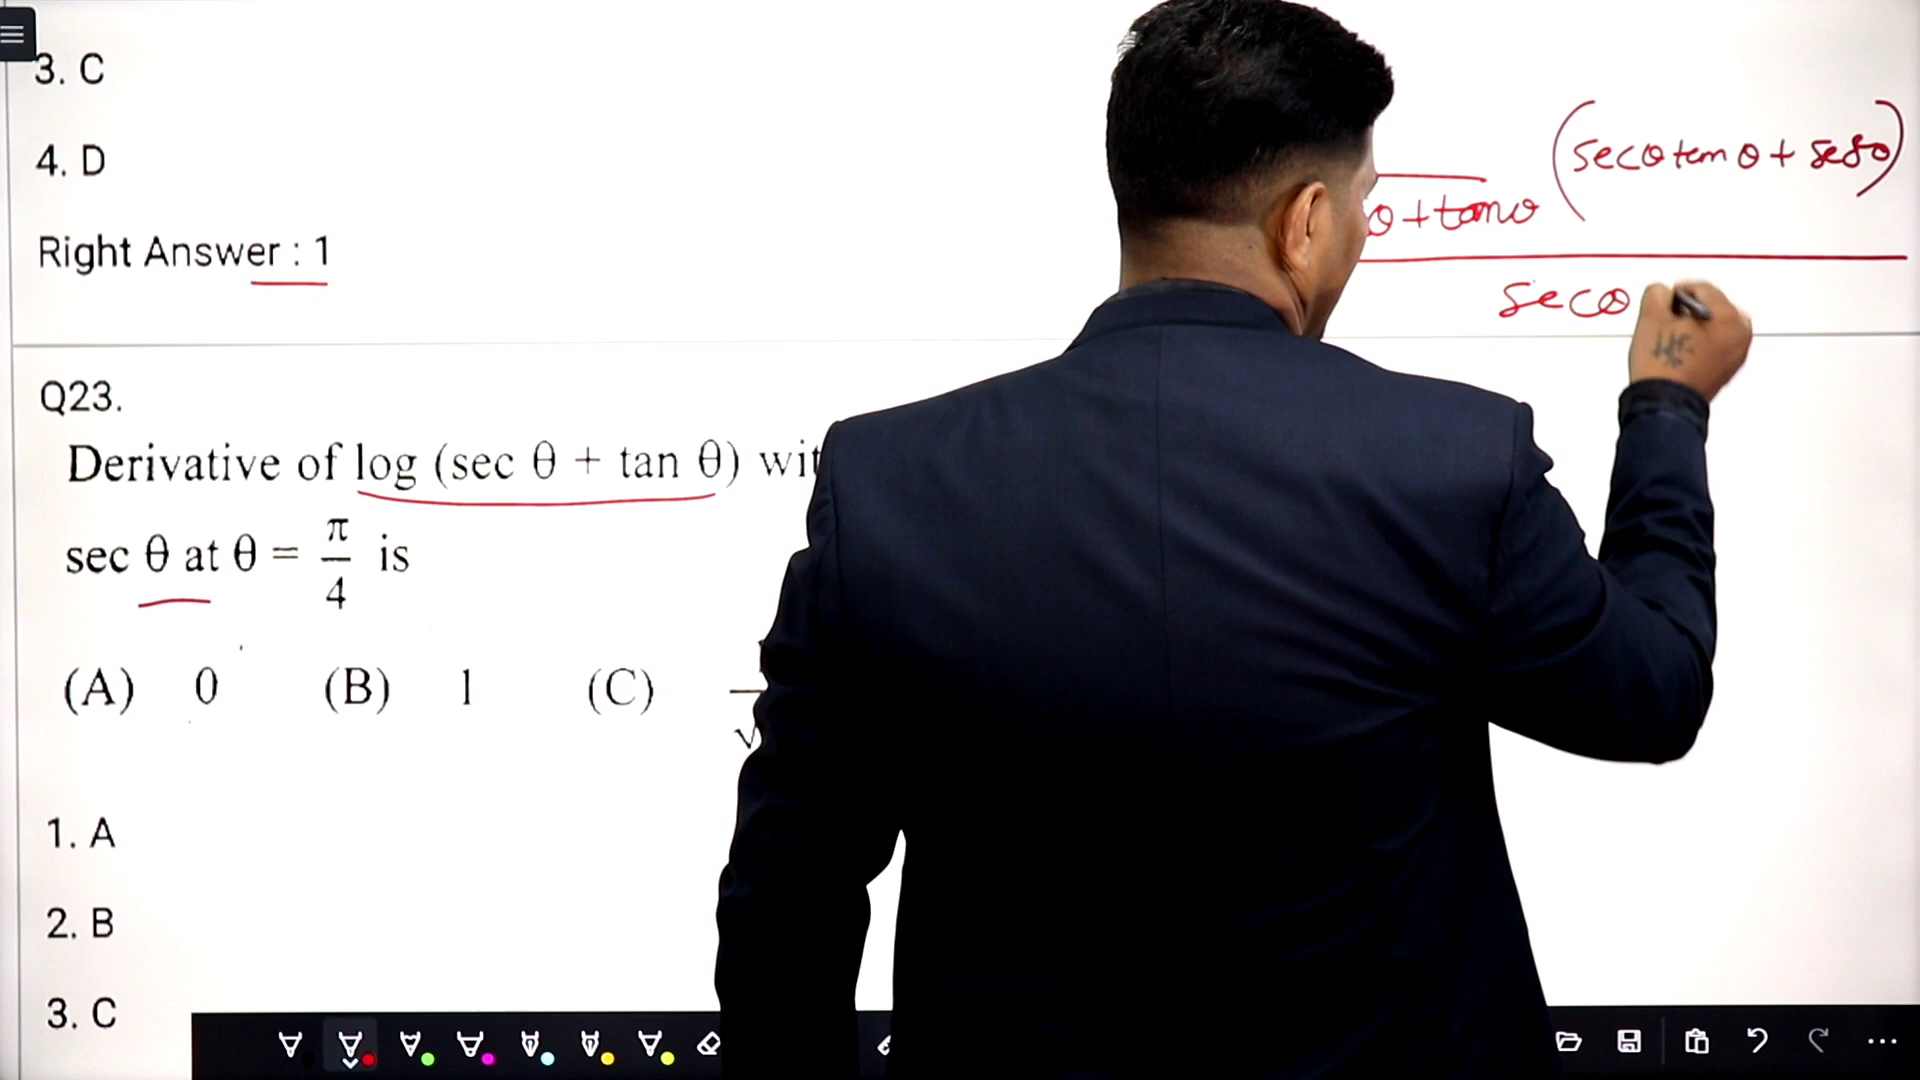 3. C
4. D
Right Answer : 1
(secθ tanθ + sec²θ)
θ + tanθ
secθ
Q23.
Derivative of log (sec θ + tan θ)
sec θ at θ = π/4 is
(A) 0 (B) 1 (C)
1. A
2. B
3. C